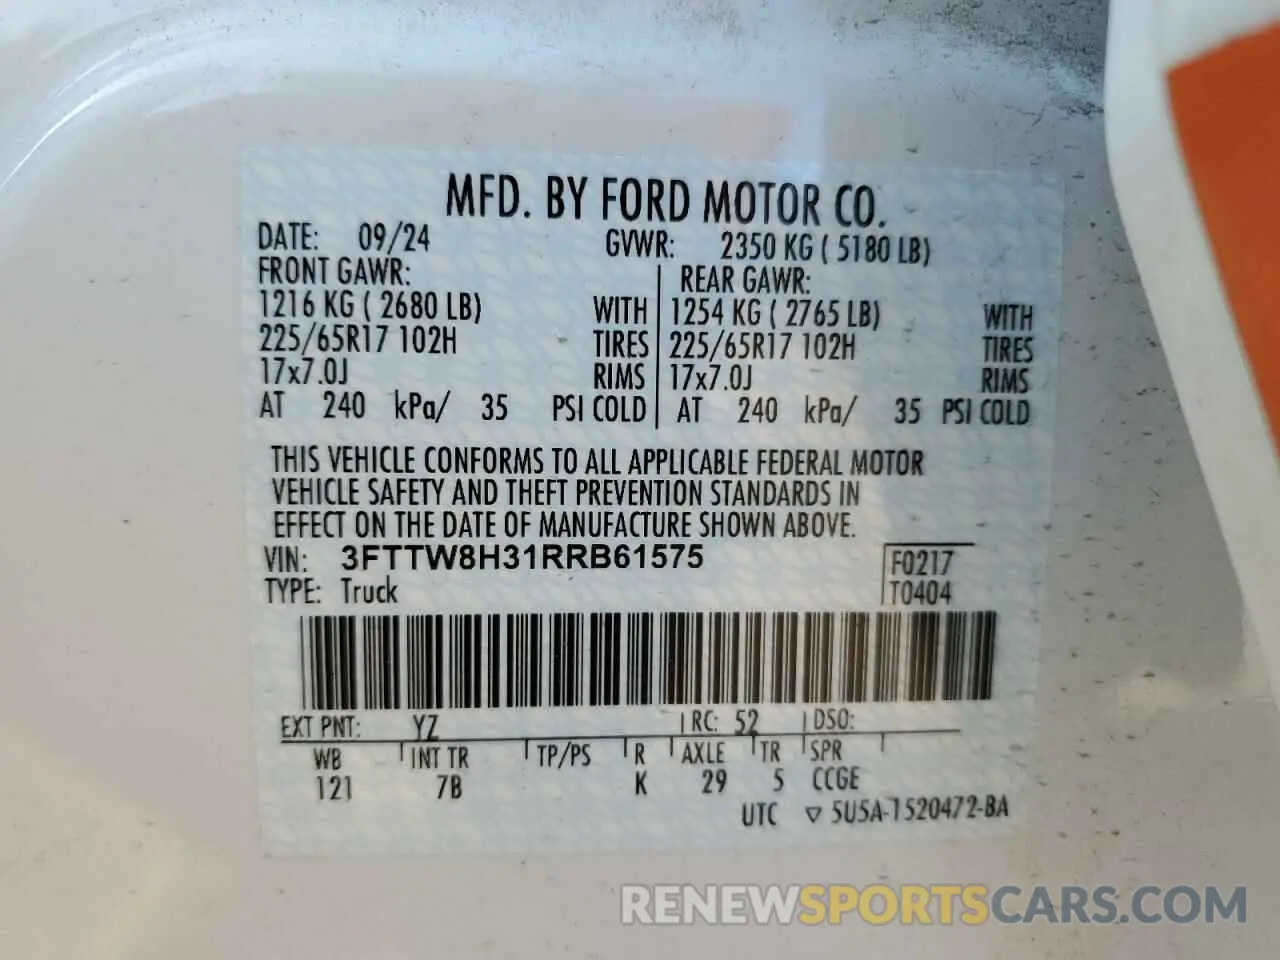 MFD. BY FORD MOTOR CO.
DATE: 09/24 GVWR: 2350 KG ( 5180 LB)
FRONT GAWR: REAR GAWR:
1216 KG ( 2680 LB) WITH 1254 KG ( 2765 LB) WITH
225/65R17 102H TIRES 225/65R17 102H TIRES
17x7.0J RIMS 17x7.0J RIMS
AT 240 kPa/ 35 PSI COLD AT 240 kPa/ 35 PSI COLD
THIS VEHICLE CONFORMS TO ALL APPLICABLE FEDERAL MOTOR
VEHICLE SAFETY AND THEFT PREVENTION STANDARDS IN
EFFECT ON THE DATE OF MANUFACTURE SHOWN ABOVE.
VIN: 3FTTW8H31RRB61575 F0217
TYPE: Truck T0404
EXT PNT: YZ RC: 52 DSO:
WB INT TR TP/PS R AXLE TR SPR
121 7B K 29 5 CCGE
UTC ▽ 5U5A-1520472-BA
RENEWSPORTSCARS.COM